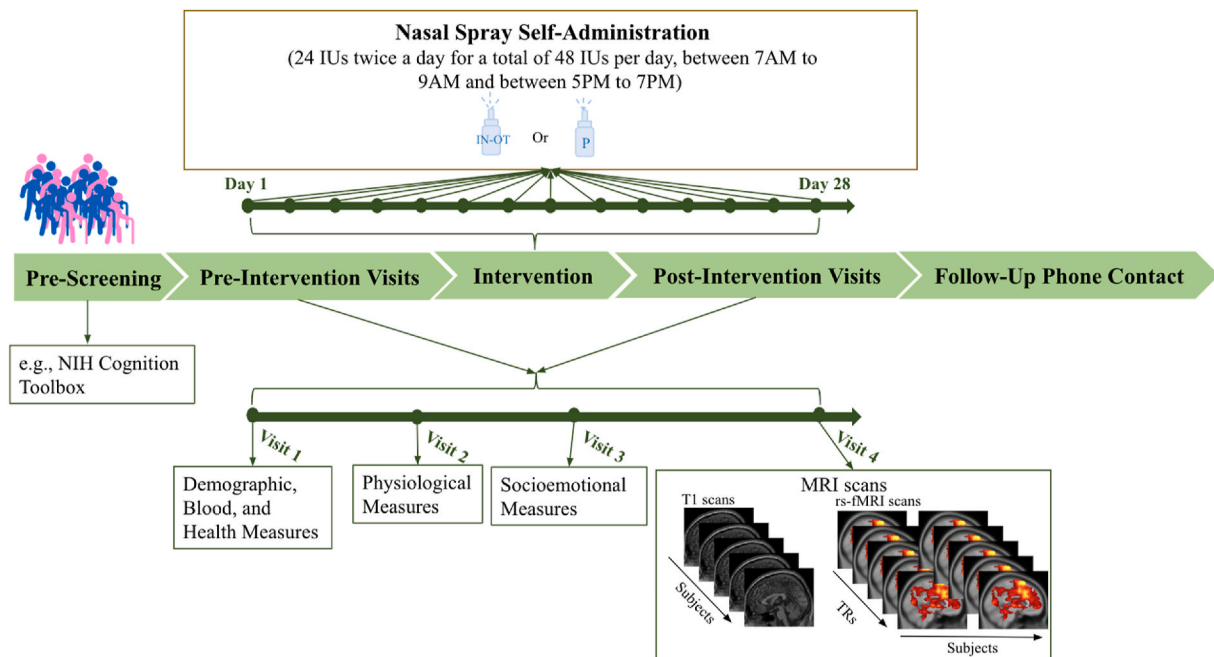 Nasal Spray Self-Administration
(24 IUs twice a day for a total of 48 IUs per day, between 7AM to
9AM and between 5PM to 7PM)
IN-OT Or P
Day 1
Day 28
Pre-Screening
Pre-Intervention Visits
Intervention
Post-Intervention Visits
Follow-Up Phone Contact
e.g., NIH Cognition
Toolbox
Visit 1
Visit 2
Visit 3
Visit 4
Demographic,
Blood, and
Health Measures
Physiological
Measures
Socioemotional
Measures
MRI scans
T1 scans
rs-fMRI scans
Subjects
TRs
Subjects